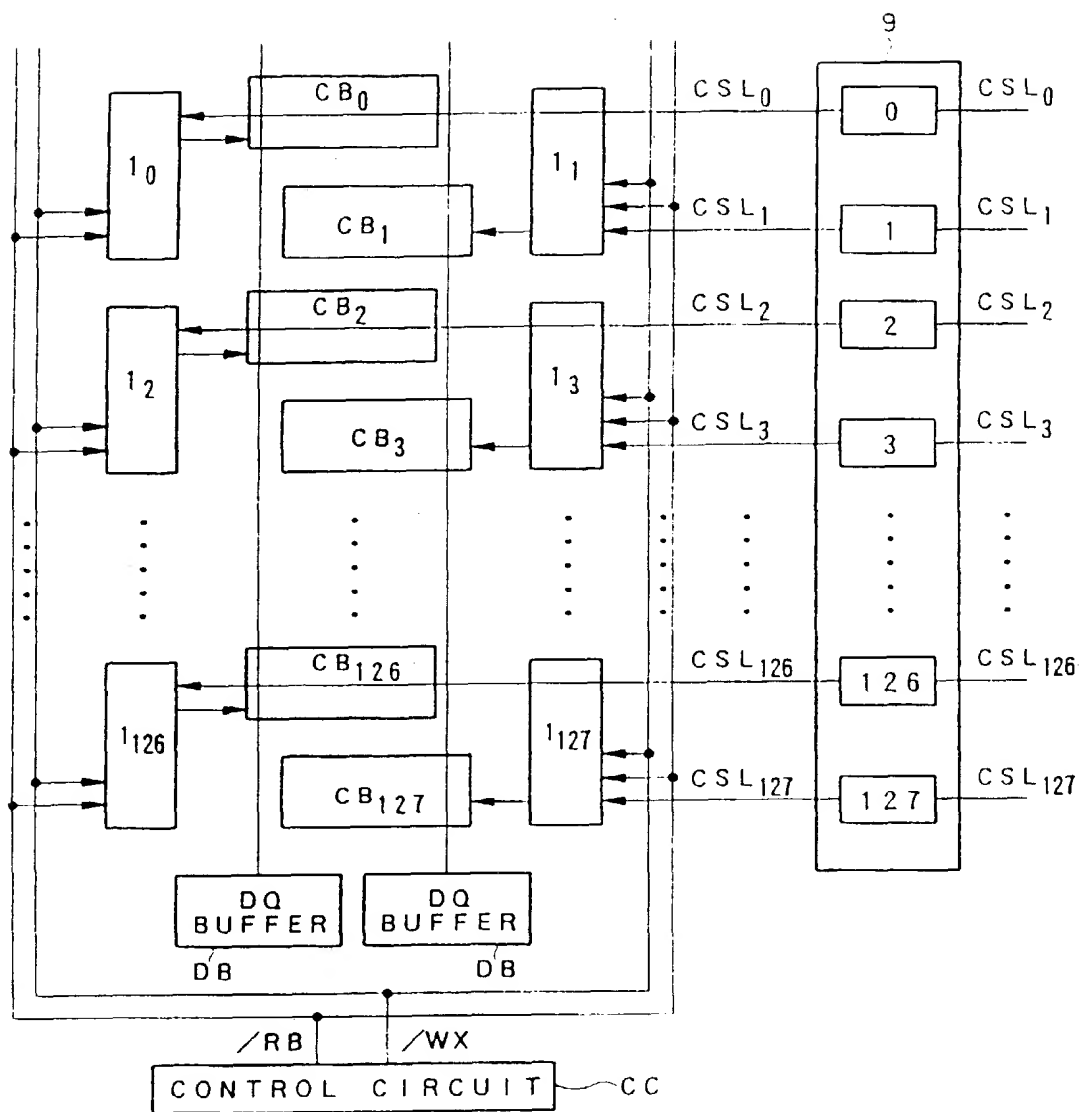 9
CB₀ CSL₀ 0 CSL₀
1₀ 1₁
CB₁ CSL₁ 1 CSL₁
CB₂ CSL₂ 2 CSL₂
1₂ 1₃
CB₃ CSL₃ 3 CSL₃
CB₁₂₆ CSL₁₂₆ 126 CSL₁₂₆
1₁₂₆ 1₁₂₇
CB₁₂₇ CSL₁₂₇ 127 CSL₁₂₇
DQ DQ
BUFFER BUFFER
DB DB
/RB /WX
CONTROL CIRCUIT CC